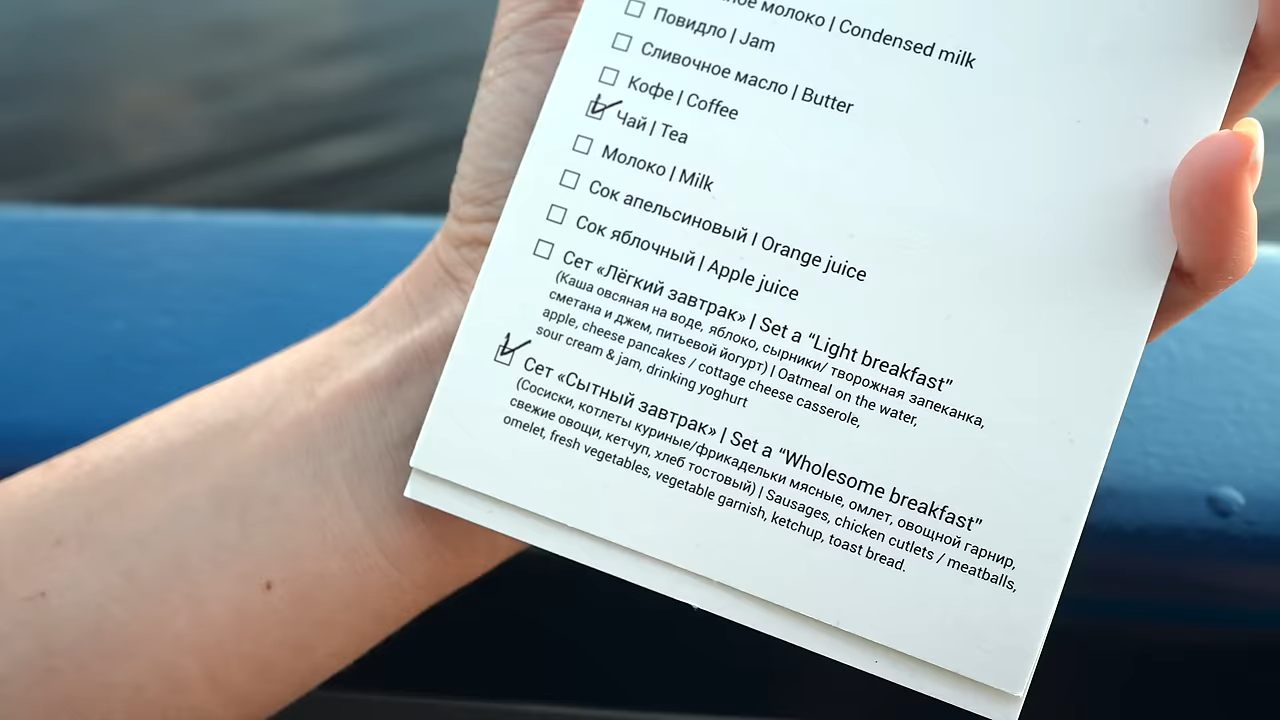 молоко | Condensed milk
Повидло | Jam
Сливочное масло | Butter
Кофе | Coffee
Чай | Tea
Молоко | Milk
Сок апельсиновый | Orange juice
Сок яблочный | Apple juice
Сет «Лёгкий завтрак» | Set a “Light breakfast”
(Каша овсяная на воде, яблоко, сырники/ творожная запеканка,
сметана и джем, питьевой йогурт) | Oatmeal on the water,
apple, cheese pancakes / cottage cheese casserole,
sour cream & jam, drinking yoghurt
Сет «Сытный завтрак» | Set a “Wholesome breakfast”
(Сосиски, котлеты куриные/фрикадельки мясные, омлет, овощной гарнир,
свежие овощи, кетчуп, хлеб тостовый) | Sausages, chicken cutlets / meatballs,
omelet, fresh vegetables, vegetable garnish, ketchup, toast bread.